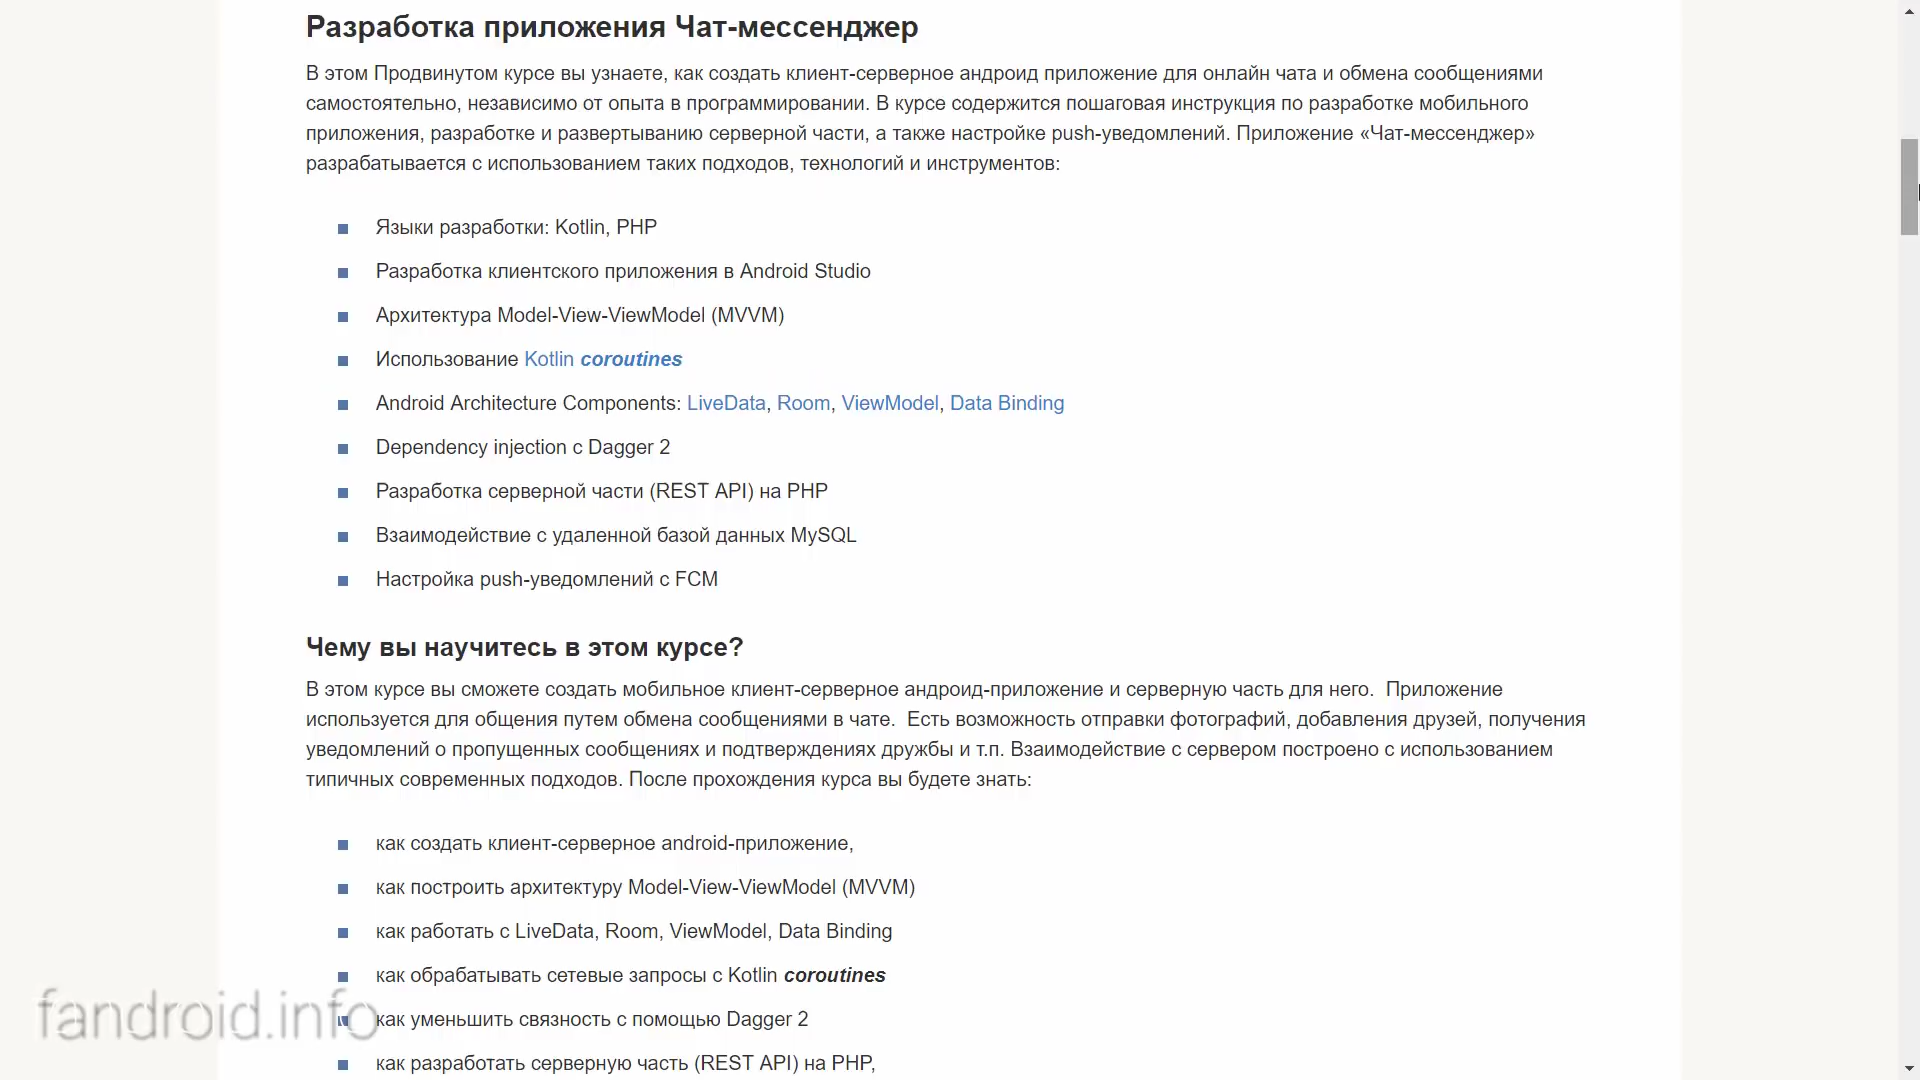 Разработка приложения Чат-мессенджер
В этом Продвинутом курсе вы узнаете, как создать клиент-серверное андроид приложение для онлайн чата и обмена сообщениями
самостоятельно, независимо от опыта в программировании. В курсе содержится пошаговая инструкция по разработке мобильного
приложения, разработке и развертыванию серверной части, а также настройке push-уведомлений. Приложение «Чат-мессенджер»
разрабатывается с использованием таких подходов, технологий и инструментов:
Языки разработки: Kotlin, PHP
Разработка клиентского приложения в Android Studio
Архитектура Model-View-ViewModel (MVVM)
Использование Kotlin coroutines
Android Architecture Components: LiveData, Room, ViewModel, Data Binding
Dependency injection с Dagger 2
Разработка серверной части (REST API) на PHP
Взаимодействие с удаленной базой данных MySQL
Настройка push-уведомлений с FCM
Чему вы научитесь в этом курсе?
В этом курсе вы сможете создать мобильное клиент-серверное андроид-приложение и серверную часть для него.  Приложение
используется для общения путем обмена сообщениями в чате.  Есть возможность отправки фотографий, добавления друзей, получения
уведомлений о пропущенных сообщениях и подтверждениях дружбы и т.п. Взаимодействие с сервером построено с использованием
типичных современных подходов. После прохождения курса вы будете знать:
как создать клиент-серверное android-приложение,
как построить архитектуру Model-View-ViewModel (MVVM)
как работать с LiveData, Room, ViewModel, Data Binding
как обрабатывать сетевые запросы с Kotlin coroutines
как уменьшить связность с помощью Dagger 2
как разработать серверную часть (REST API) на PHP,
fandroid.info